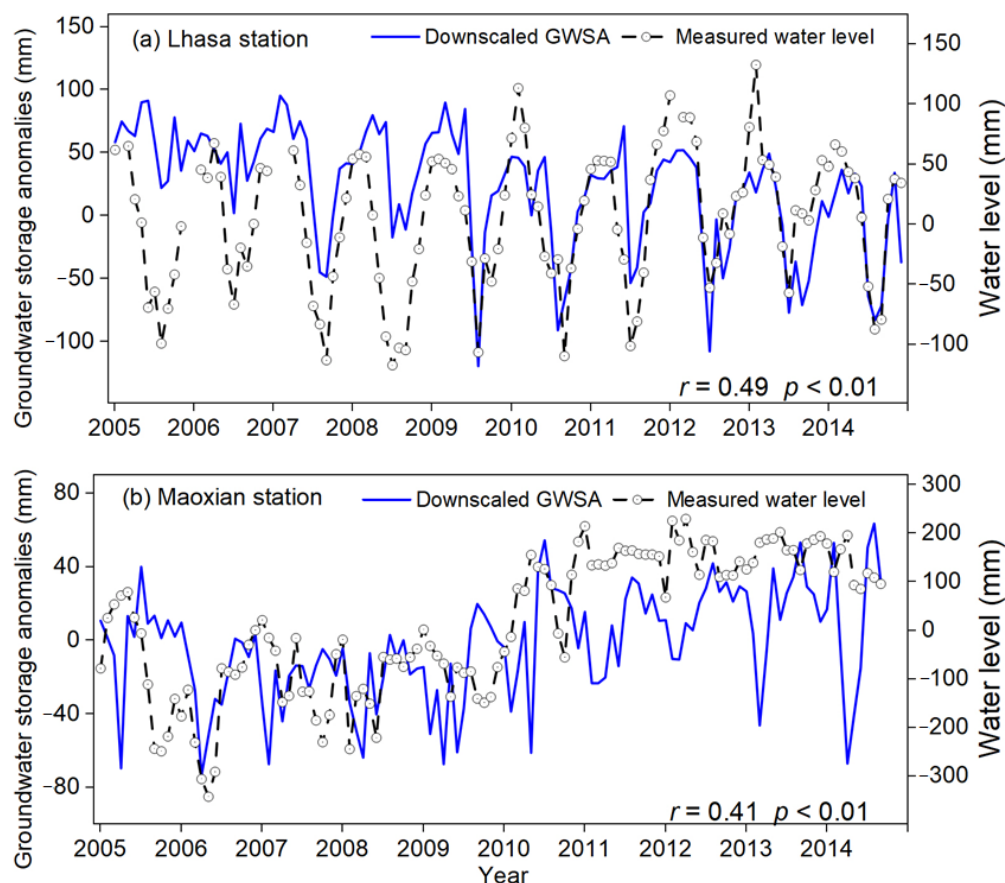 (a) Lhasa station
Downscaled GWSA
Measured water level
Groundwater storage anomalies (mm)
150
100
50
0
−50
−100
Water level (mm)
150
100
50
0
−50
−100
r = 0.49 p < 0.01
2005 2006 2007 2008 2009 2010 2011 2012 2013 2014
(b) Maoxian station
Downscaled GWSA
Measured water level
Groundwater storage anomalies (mm)
80
40
0
−40
−80
Water level (mm)
300
200
100
0
−100
−200
−300
r = 0.41 p < 0.01
2005 2006 2007 2008 2009 2010 2011 2012 2013 2014
Year